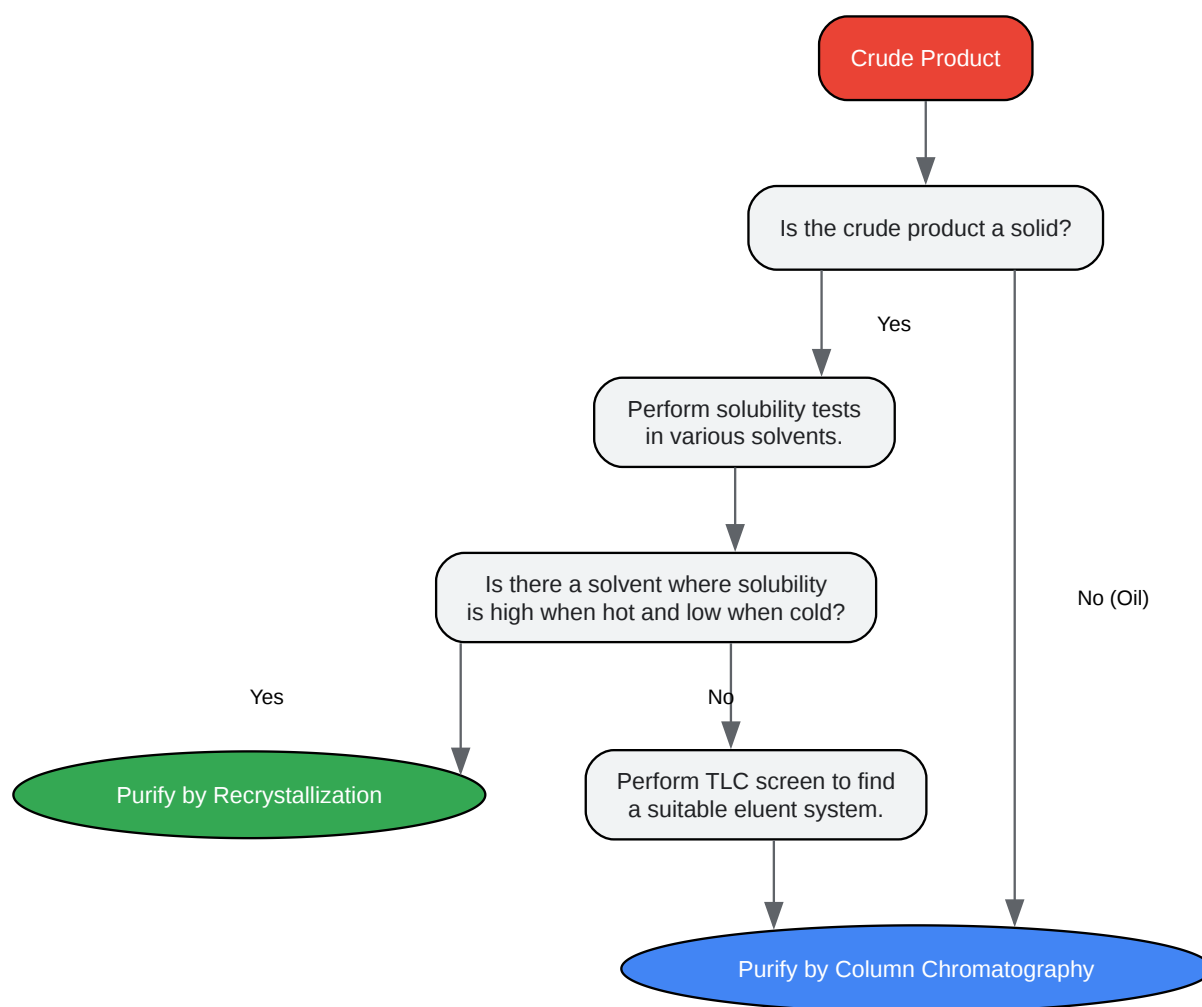 Crude Product
Is the crude product a solid?
Yes
Perform solubility tests
in various solvents.
Is there a solvent where solubility
is high when hot and low when cold?
No (Oil)
Yes
No
Purify by Recrystallization
Perform TLC screen to find
a suitable eluent system.
Purify by Column Chromatography